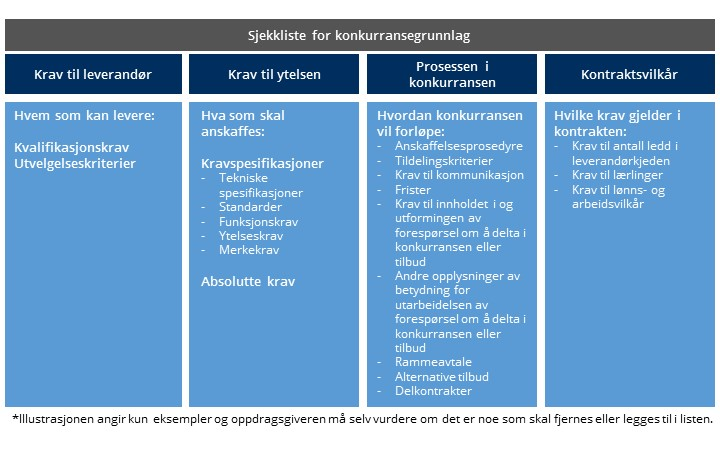 Sjekkliste for konkurransegrunnlag
Krav til leverandør
Hvem som kan levere:
Kvalifikasjonskrav
Utvelgelseskriterier
Krav til ytelsen
Hva som skal
anskaffes:
Kravspesifikasjoner
- Tekniske
spesifikasjoner
- Standarder
- Funksjonskrav
- Ytelseskrav
- Merkekrav
Absolutte krav
Prosessen i
konkurransen
Hvordan konkurransen
vil forløpe:
- Anskaffelsesprosedyre
- Tildelingskriterier
- Krav til kommunikasjon
- Frister
- Krav til innholdet i og
utformingen av
forespørsel om å delta i
konkurransen eller
tilbud
- Andre opplysninger av
betydning for
utarbeidelsen av
forespørsel om å delta i
konkurransen eller
tilbud
- Rammeavtale
- Alternative tilbud
- Delkontrakter
Kontraktsvilkår
Hvilke krav gjelder i
kontrakten:
- Krav til antall ledd i
leverandørkjeden
- Krav til lærlinger
- Krav til lønns- og
arbeidsvilkår
*Illustrasjonen angir kun eksempler og oppdragsgiveren må selv vurdere om det er noe som skal fjernes eller legges til i listen.